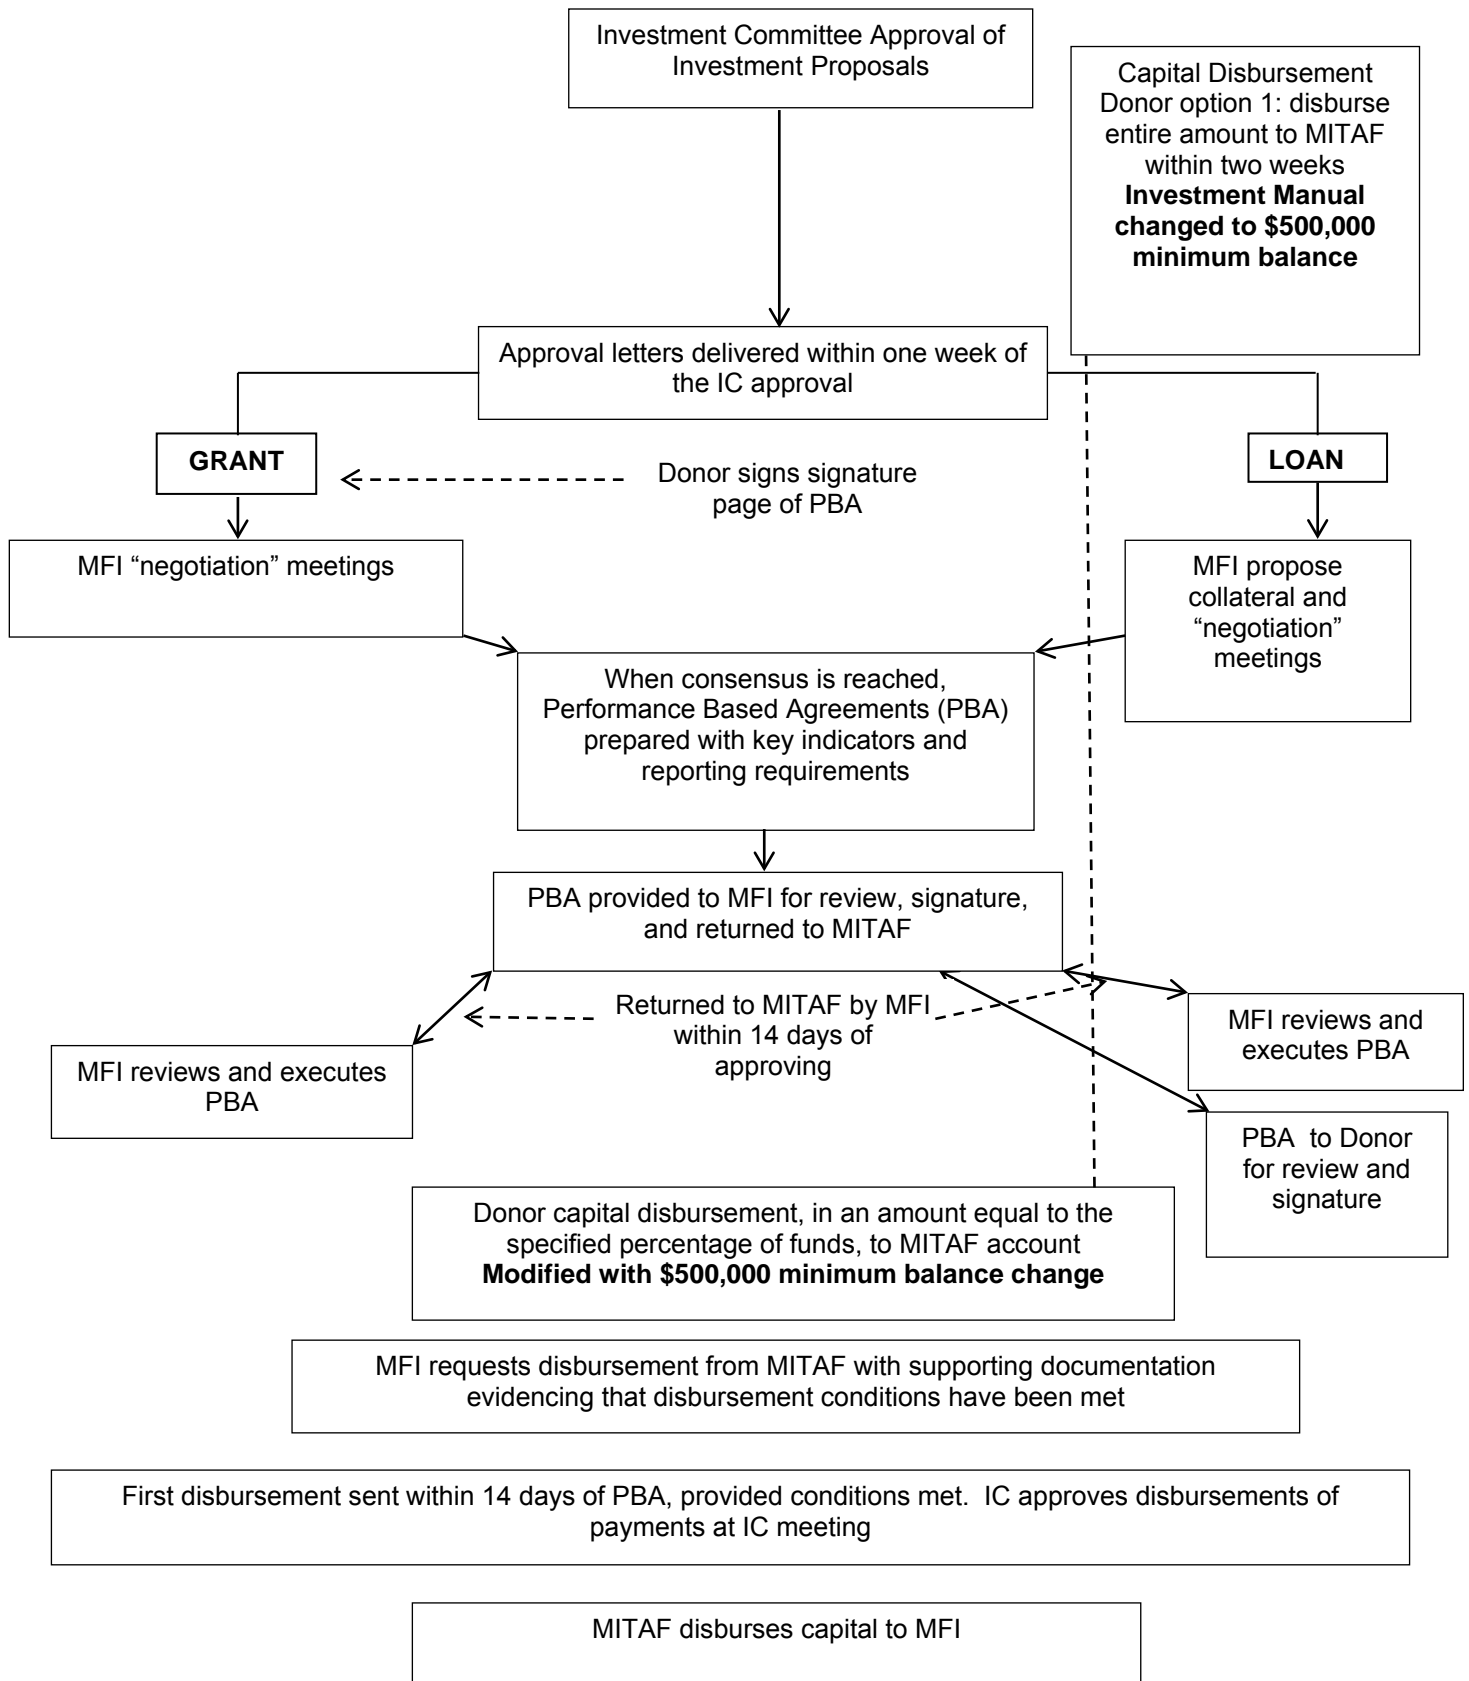 Investment Committee Approval of
Investment Proposals
Capital Disbursement
Donor option 1: disburse
entire amount to MITAF
within two weeks
Investment Manual
changed to $500,000
minimum balance
Approval letters delivered within one week of
the IC approval
GRANT
Donor signs signature
page of PBA
LOAN
MFI “negotiation” meetings
MFI propose
collateral and
“negotiation”
meetings
When consensus is reached,
Performance Based Agreements (PBA)
prepared with key indicators and
reporting requirements
PBA provided to MFI for review, signature,
and returned to MITAF
Returned to MITAF by MFI
within 14 days of
approving
MFI reviews and executes
PBA
MFI reviews and
executes PBA
PBA  to Donor
for review and
signature
Donor capital disbursement, in an amount equal to the
specified percentage of funds, to MITAF account
Modified with $500,000 minimum balance change
MFI requests disbursement from MITAF with supporting documentation
evidencing that disbursement conditions have been met
First disbursement sent within 14 days of PBA, provided conditions met.  IC approves disbursements of
payments at IC meeting
MITAF disburses capital to MFI